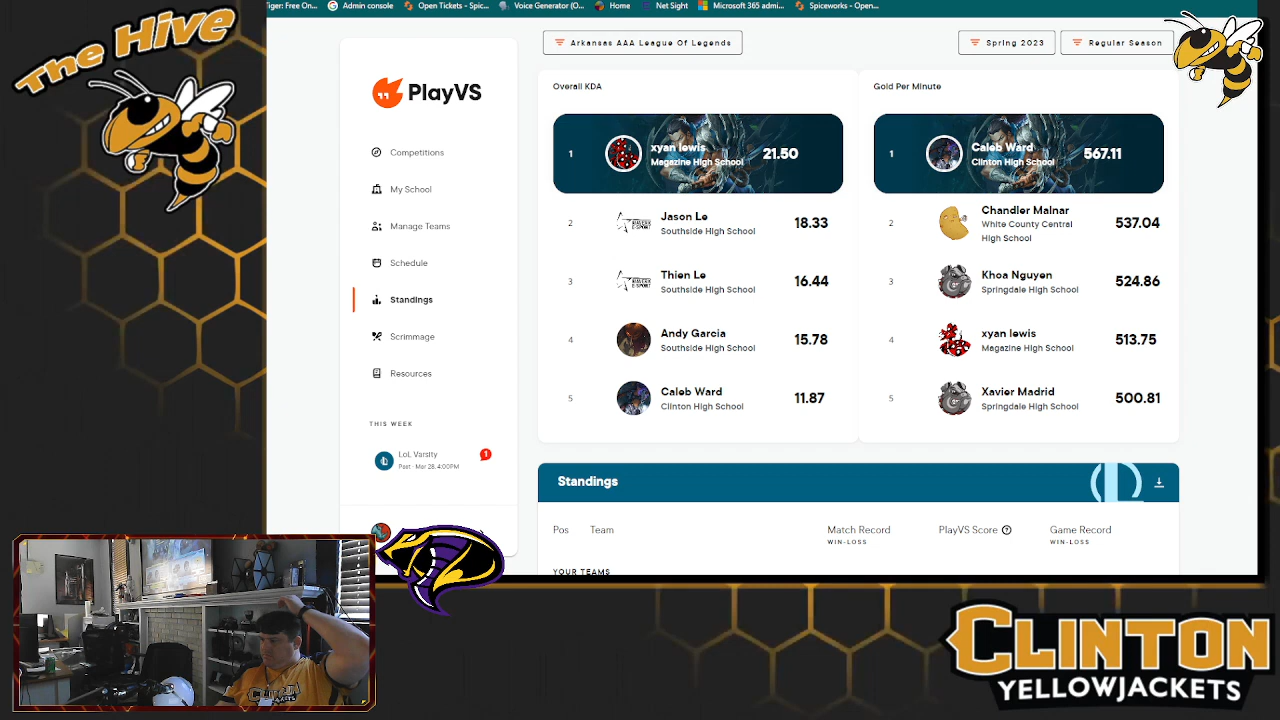 The Hive
Tiger: Free On...
Admin console
Open Tickets - Spic...
Voice Generator (O...
Home
Net Sight
Microsoft 365 admi...
Spiceworks - Open...
Arkansas AAA League Of Legends
Spring 2023
Regular Season
PlayVS
Competitions
My School
Manage Teams
Schedule
Standings
Scrimmage
Resources
THIS WEEK
LoL Varsity
1
Past - Mar 28, 4:00PM
Overall KDA
1
xyan lewis
Magazine High School
21.50
2
Jason Le
Southside High School
18.33
3
Thien Le
Southside High School
16.44
4
Andy Garcia
Southside High School
15.78
5
Caleb Ward
Clinton High School
11.87
Gold Per Minute
1
Caleb Ward
Clinton High School
567.11
2
Chandler Malnar
White County Central
High School
537.04
3
Khoa Nguyen
Springdale High School
524.86
4
xyan lewis
Magazine High School
513.75
5
Xavier Madrid
Springdale High School
500.81
Standings
Pos Team Match Record PlayVS Score Game Record
WIN-LOSS WIN-LOSS
YOUR TEAMS
CLINTON
YELLOWJACKETS